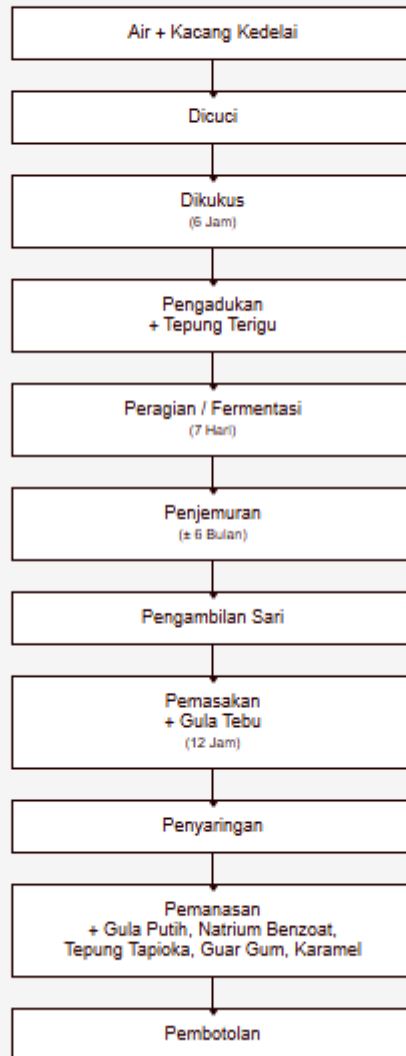 Air + Kacang Kedelai
Dicuci
Dikukus
(6 Jam)
Pengadukan
+ Tepung Terigu
Peragian / Fermentasi
(7 Hari)
Penjemuran
(± 6 Bulan)
Pengambilan Sari
Pemasakan
+ Gula Tebu
(12 Jam)
Penyaringan
Pemanasan
+ Gula Putih, Natrium Benzoat,
Tepung Tapioka, Guar Gum, Karamel
Pembotolan